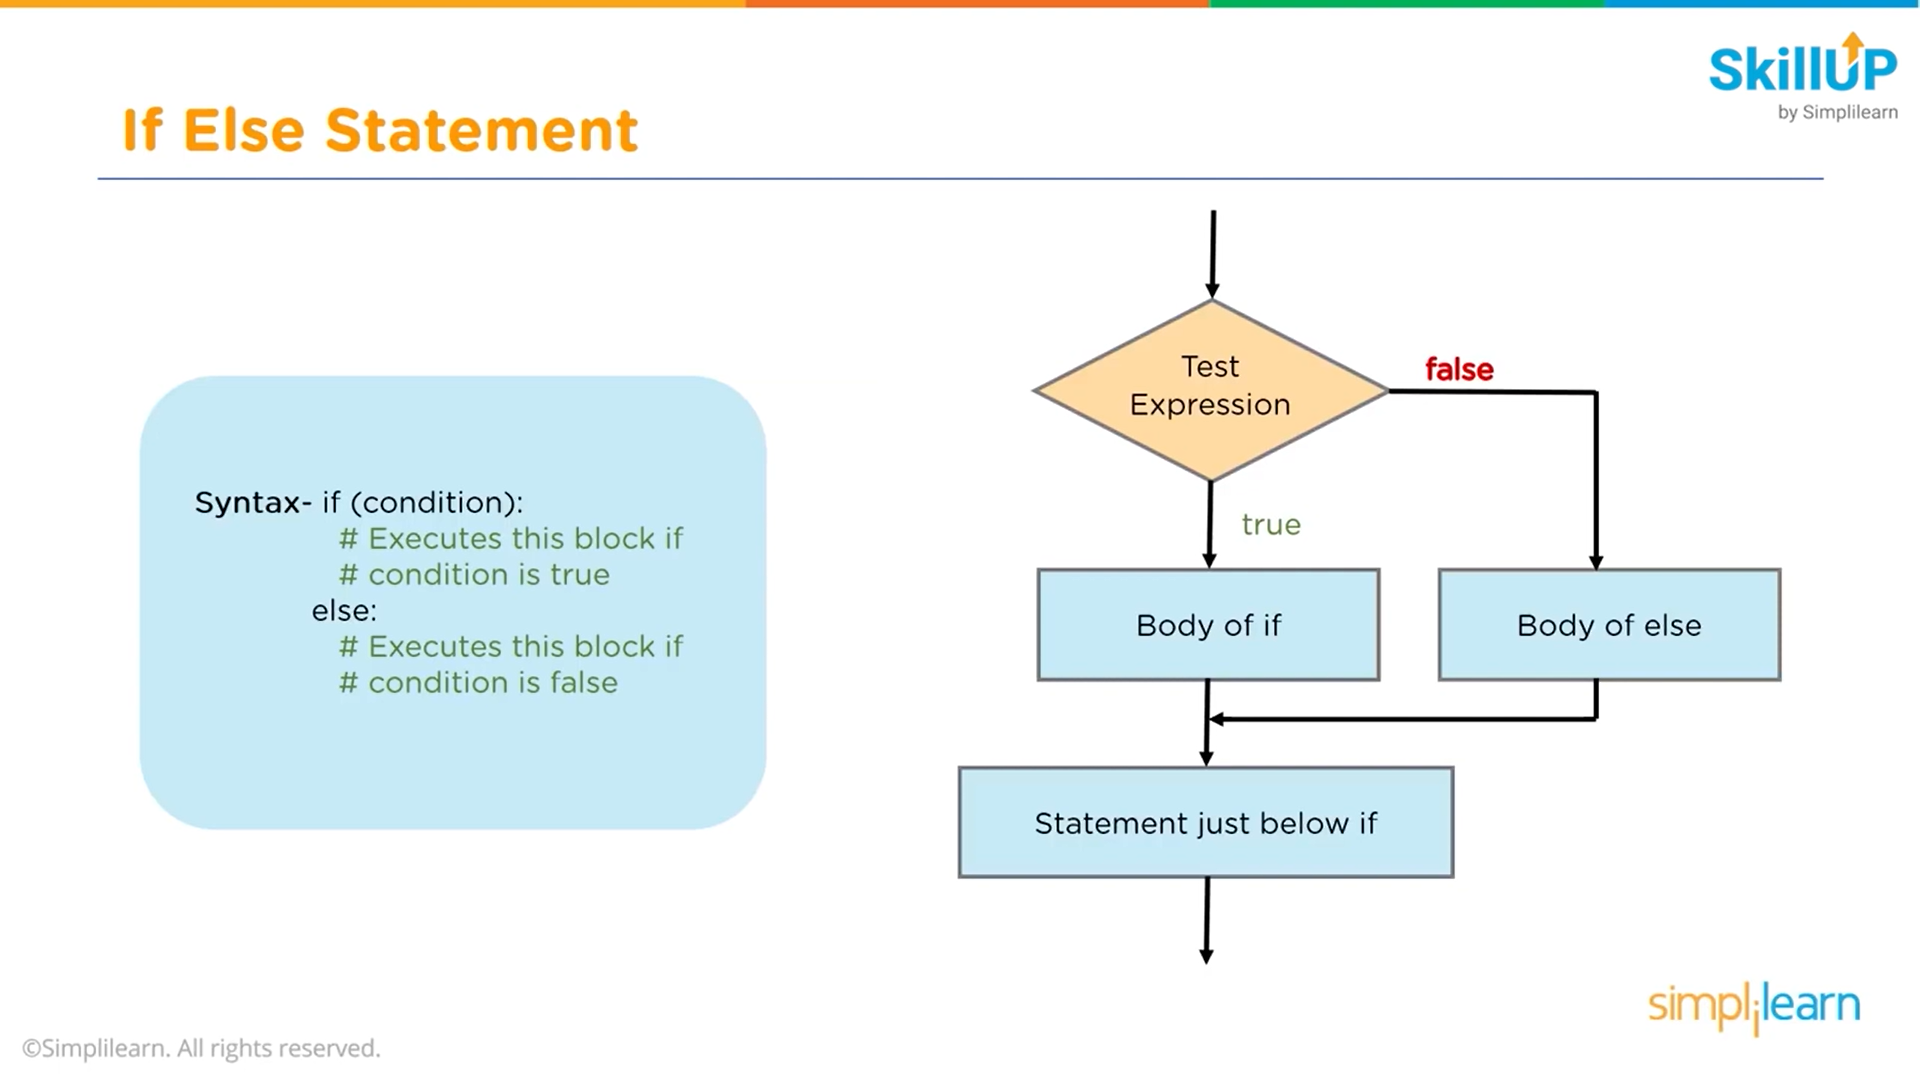 SkillUP
by Simplilearn
If Else Statement
Syntax- if (condition):
# Executes this block if
# condition is true
else:
# Executes this block if
# condition is false
Test
Expression
false
true
Body of if
Body of else
Statement just below if
simplilearn
©Simplilearn. All rights reserved.